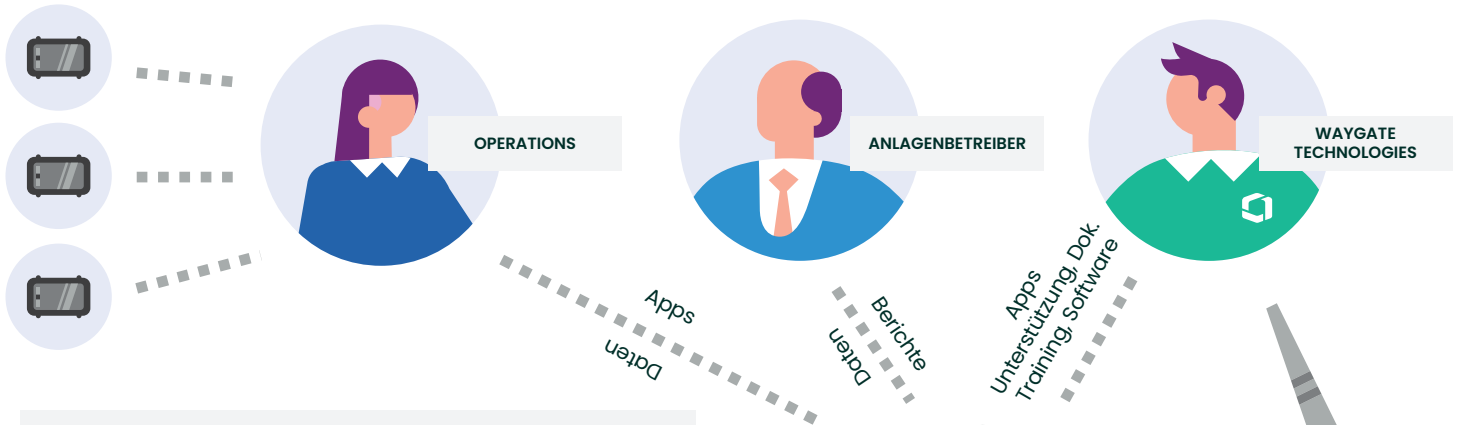 OPERATIONS
ANLAGENBETREIBER
WAYGATE
TECHNOLOGIES
Apps
Daten
Berichte
Daten
Apps
Unterstützung, Dok.
Training, Software